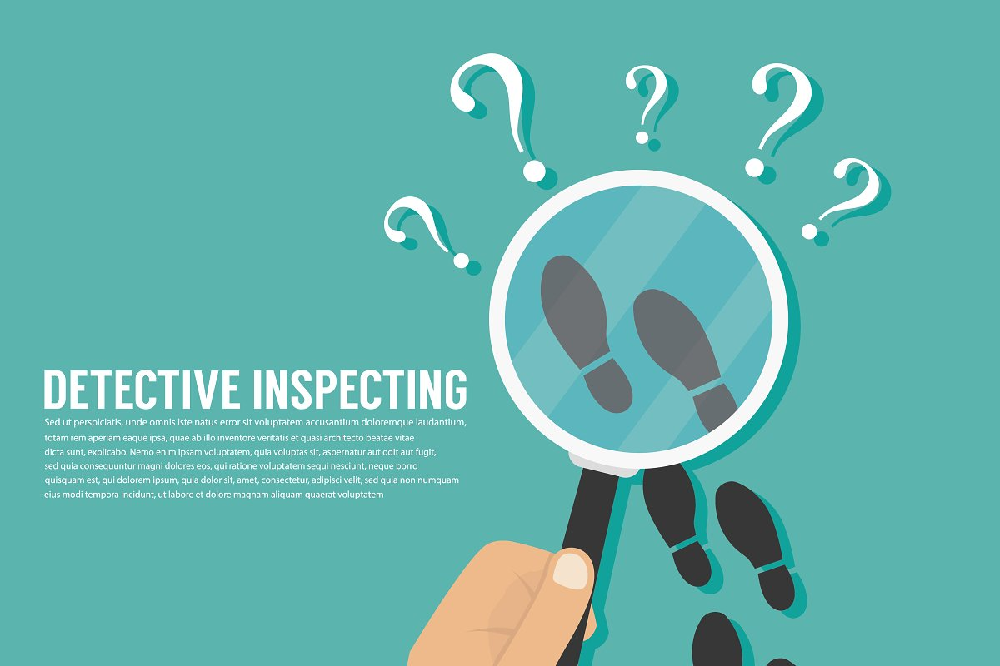 DETECTIVE INSPECTING
Sed ut perspiciatis, unde omnis iste natus error sit voluptatem accusantium doloremque laudantium,
totam rem aperiam eaque ipsa, quae ab illo inventore veritatis et quasi architecto beatae vitae
dicta sunt, explicabo. Nemo enim ipsam voluptatem, quia voluptas sit, aspernatur aut odit aut fugit,
sed quia consequuntur magni dolores eos, qui ratione voluptatem sequi nesciunt, neque porro
quisquam est, qui dolorem ipsum, quia dolor sit, amet, consectetur, adipisci velit, sed quia non numquam
eius modi tempora incidunt, ut labore et dolore magnam aliquam quaerat voluptatem
? ? ? ? ?